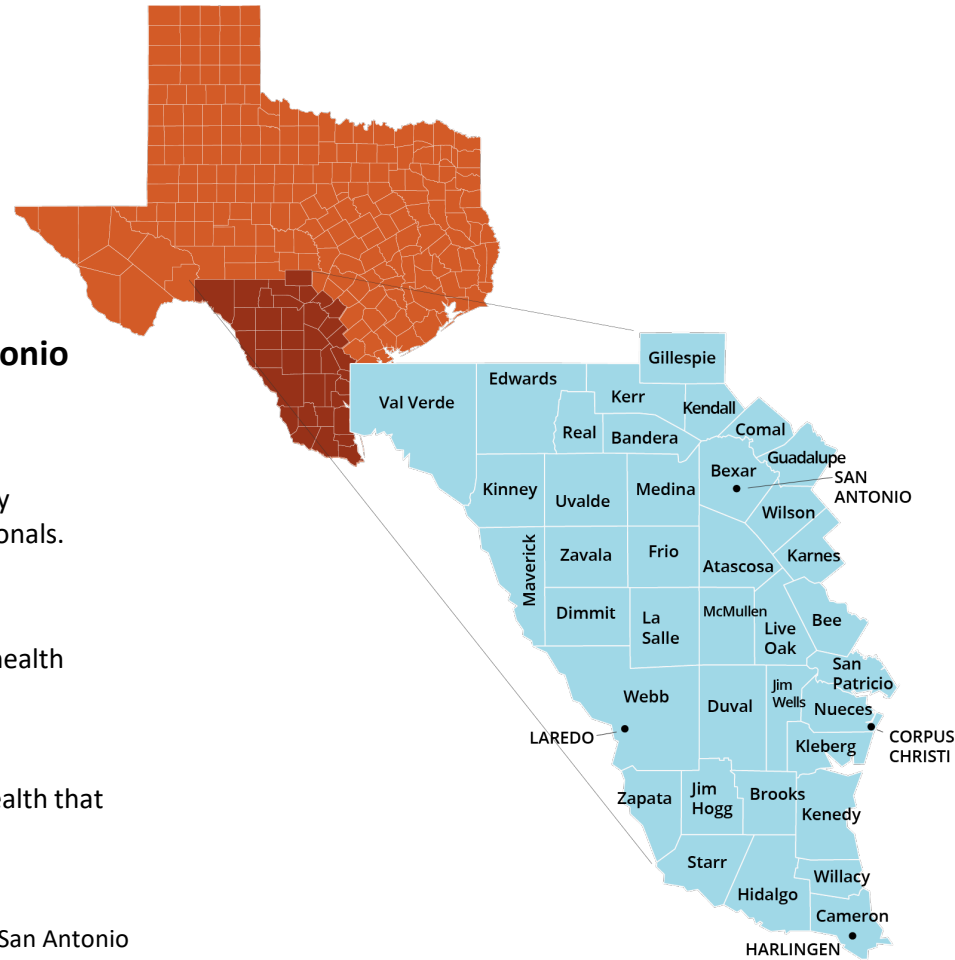 onio
y
onals.
health
ealth that
San Antonio
Gillespie
Edwards
Val Verde
Kerr
Kendall
Comal
Real
Bandera
Guadalupe
Bexar
SAN
ANTONIO
Kinney
Uvalde
Medina
Wilson
Maverick
Zavala
Frio
Atascosa
Karnes
Dimmit
La
Salle
McMullen
Live
Oak
Bee
San
Patricio
Webb
Duval
Jim
Wells
Nueces
LAREDO
Kleberg
CORPUS
CHRISTI
Zapata
Jim
Hogg
Brooks
Kenedy
Starr
Hidalgo
Willacy
Cameron
HARLINGEN